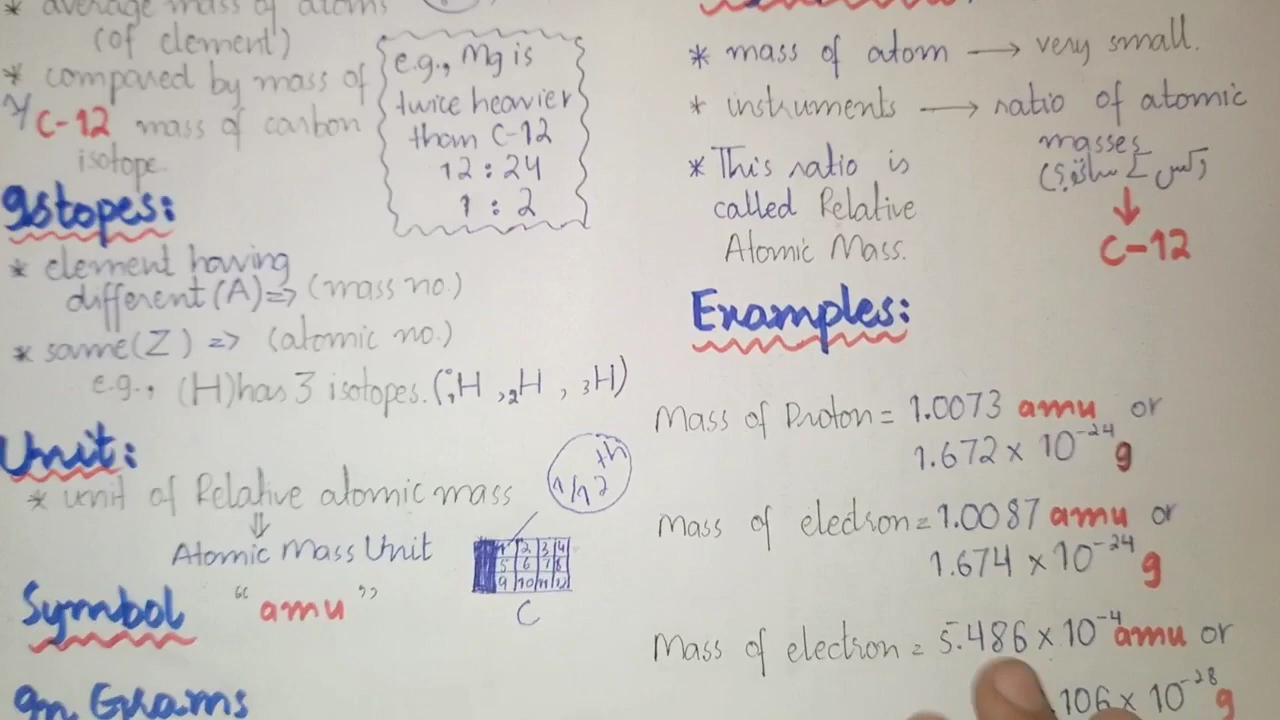 * average mass of atoms
(of element)
* compared by mass of
C-12 mass of carbon
isotope.
e.g., Mg is
twice heavier
than C-12
12 : 24
1 : 2
Isotopes:
* element having
different (A) => (mass no.)
* same (Z) => (atomic no.)
e.g., (H) has 3 isotopes. (H , 2H , 3H)
Unit:
* unit of Relative atomic mass
⇓
Atomic Mass Unit
1/12 th
1 2 3 4
5 6 7 8
9 10 11 12
C
Symbol "amu"
In Grams
* mass of atom → very small.
* instruments → ratio of atomic
masses
↓
C-12
* This ratio is
called Relative
Atomic Mass.
Examples:
Mass of Proton = 1.0073 amu or
1.672 × 10⁻²⁴ g
Mass of electron = 1.0087 amu or
1.674 × 10⁻²⁴ g
Mass of electron = 5.486 × 10⁻⁴ amu or
.106 × 10⁻²⁸ g